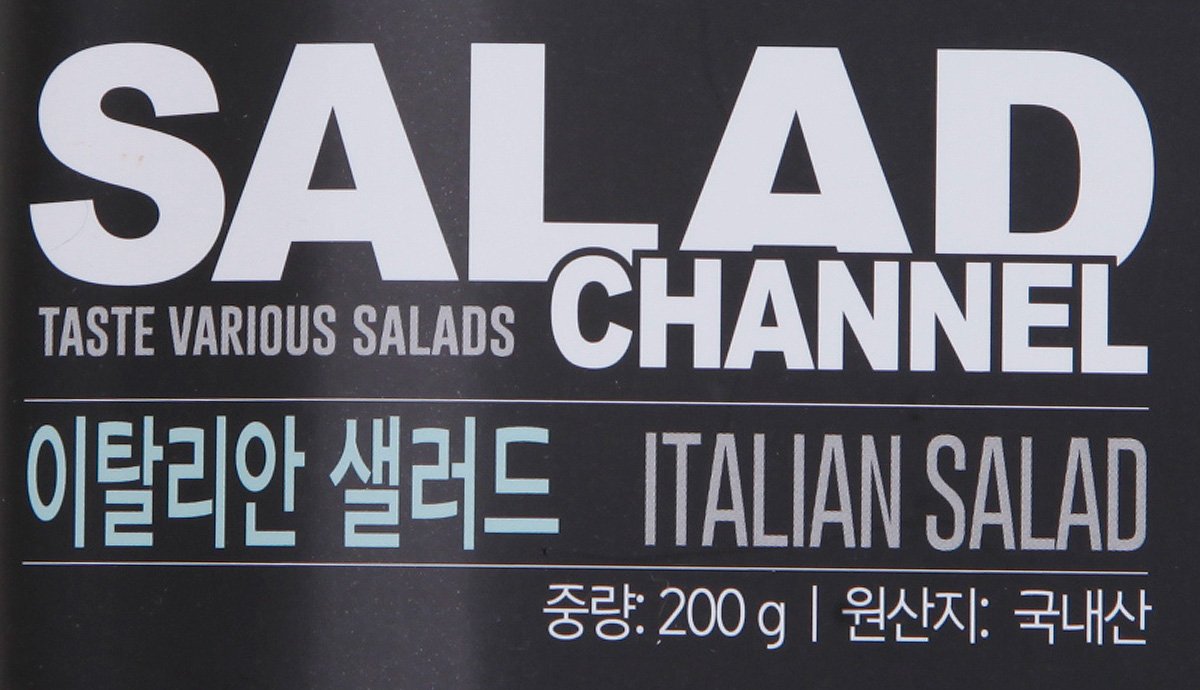 SALAD
CHANNEL
TASTE VARIOUS SALADS
이탈리안 샐러드 ITALIAN SALAD
중량: 200 g | 원산지: 국내산